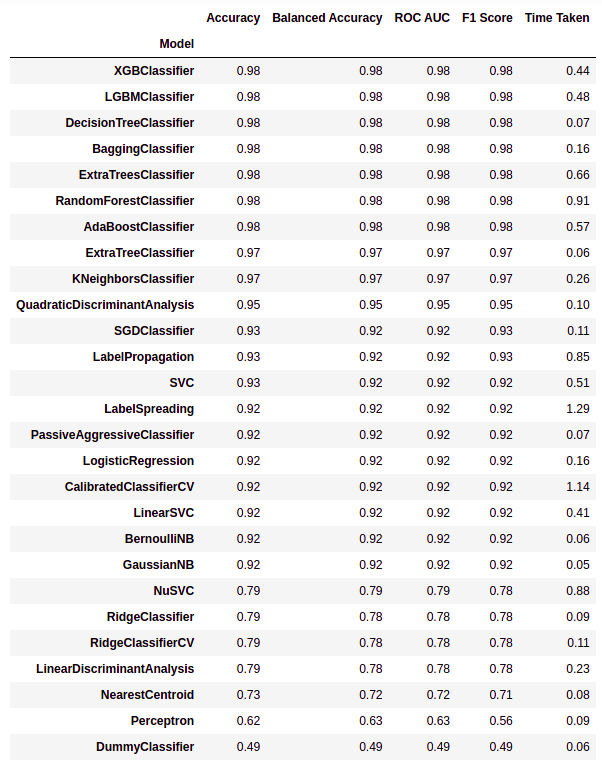 Accuracy Balanced Accuracy ROC AUC F1 Score Time Taken
Model
XGBClassifier 0.98 0.98 0.98 0.98 0.44
LGBMClassifier 0.98 0.98 0.98 0.98 0.48
DecisionTreeClassifier 0.98 0.98 0.98 0.98 0.07
BaggingClassifier 0.98 0.98 0.98 0.98 0.16
ExtraTreesClassifier 0.98 0.98 0.98 0.98 0.66
RandomForestClassifier 0.98 0.98 0.98 0.98 0.91
AdaBoostClassifier 0.98 0.98 0.98 0.98 0.57
ExtraTreeClassifier 0.97 0.97 0.97 0.97 0.06
KNeighborsClassifier 0.97 0.97 0.97 0.97 0.26
QuadraticDiscriminantAnalysis 0.95 0.95 0.95 0.95 0.10
SGDClassifier 0.93 0.92 0.92 0.93 0.11
LabelPropagation 0.93 0.92 0.92 0.93 0.85
SVC 0.93 0.92 0.92 0.92 0.51
LabelSpreading 0.92 0.92 0.92 0.92 1.29
PassiveAggressiveClassifier 0.92 0.92 0.92 0.92 0.07
LogisticRegression 0.92 0.92 0.92 0.92 0.16
CalibratedClassifierCV 0.92 0.92 0.92 0.92 1.14
LinearSVC 0.92 0.92 0.92 0.92 0.41
BernoulliNB 0.92 0.92 0.92 0.92 0.06
GaussianNB 0.92 0.92 0.92 0.92 0.05
NuSVC 0.79 0.79 0.79 0.78 0.88
RidgeClassifier 0.79 0.78 0.78 0.78 0.09
RidgeClassifierCV 0.79 0.78 0.78 0.78 0.11
LinearDiscriminantAnalysis 0.79 0.78 0.78 0.78 0.23
NearestCentroid 0.73 0.72 0.72 0.71 0.08
Perceptron 0.62 0.63 0.63 0.56 0.09
DummyClassifier 0.49 0.49 0.49 0.49 0.06